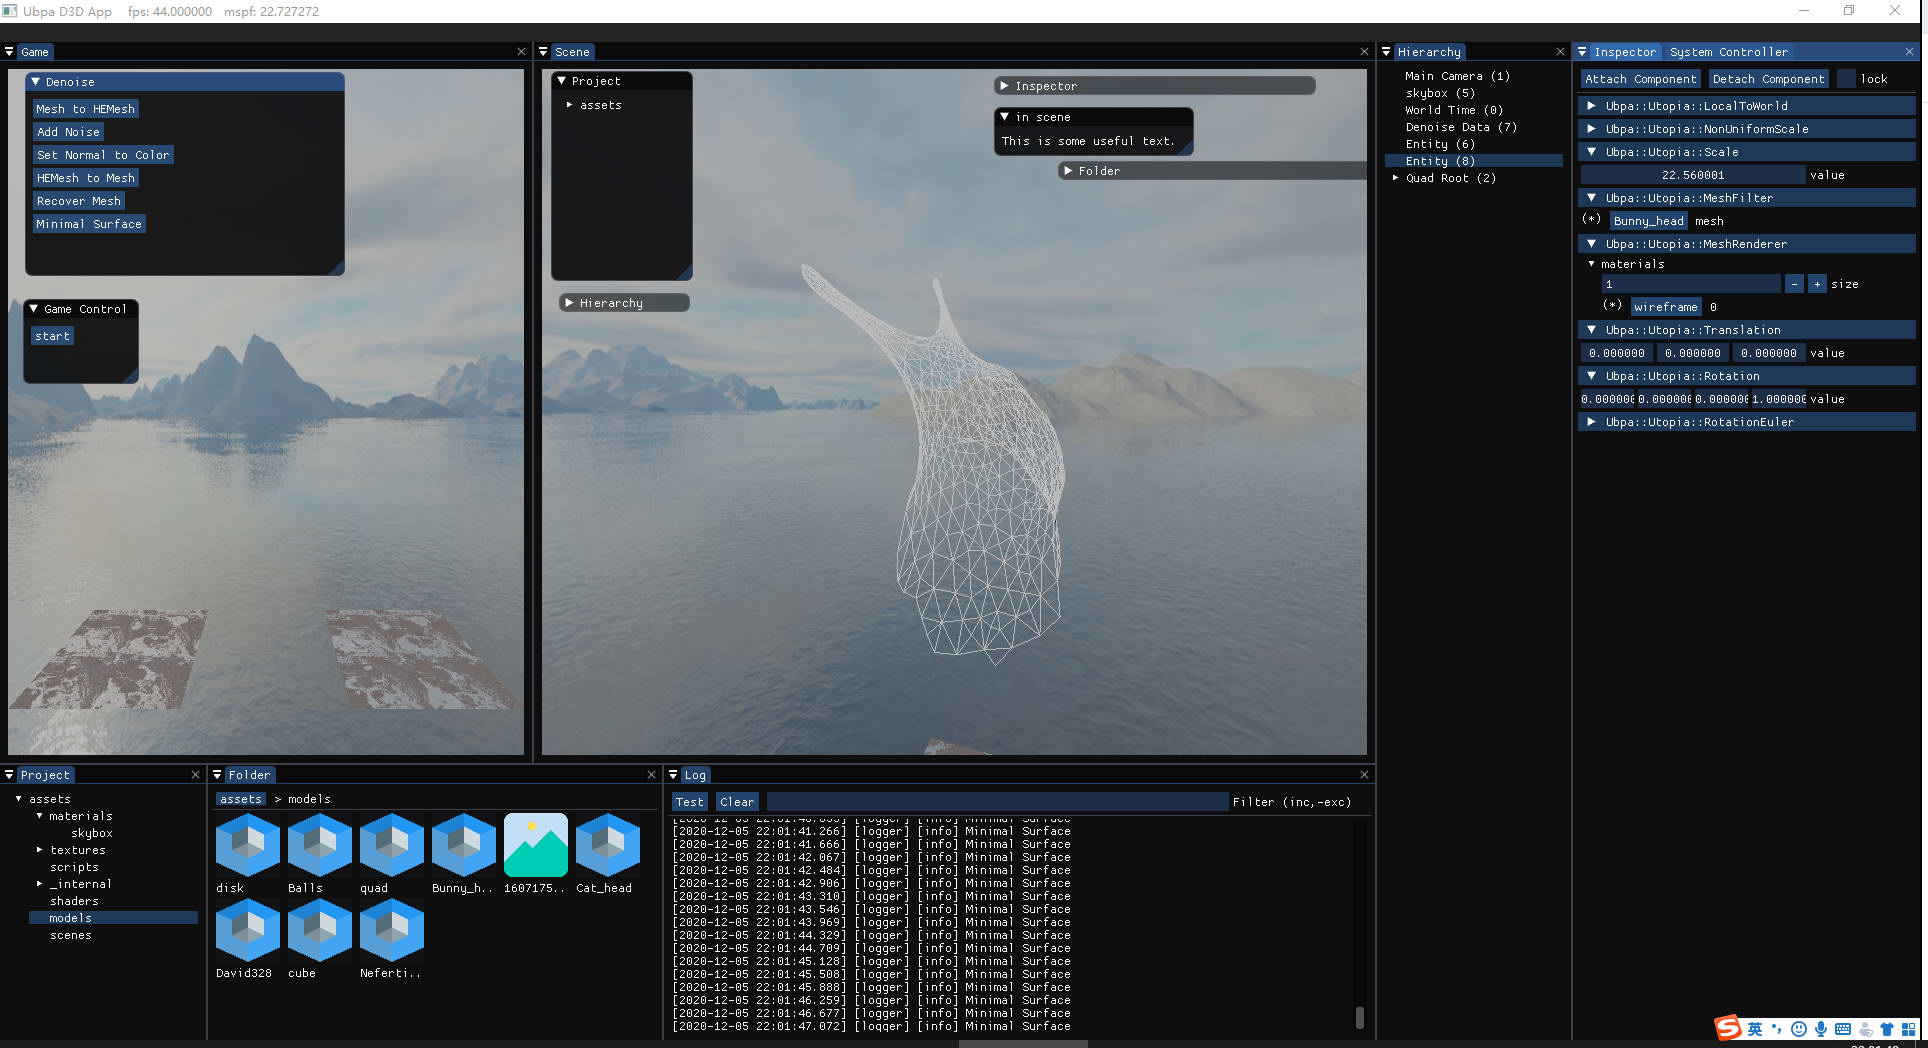 Ubpa D3D App fps: 44.000000 mspf: 22.727272
Game
Denoise
Mesh to HEMesh
Add Noise
Set Normal to Color
HEMesh to Mesh
Recover Mesh
Minimal Surface
Game Control
start
Scene
Project
assets
Hierarchy
Inspector
in scene
This is some useful text.
Folder
Hierarchy
Main Camera (1)
skybox (5)
World Time (0)
Denoise Data (7)
Entity (6)
Entity (8)
Quad Root (2)
Inspector System Controller
Attach Component Detach Component lock
Ubpa::Utopia::LocalToWorld
Ubpa::Utopia::NonUniformScale
Ubpa::Utopia::Scale
22.560001 value
Ubpa::Utopia::MeshFilter
(*) Bunny_head mesh
Ubpa::Utopia::MeshRenderer
materials
1 - + size
(*) wireframe 0
Ubpa::Utopia::Translation
0.000000 0.000000 0.000000 value
Ubpa::Utopia::Rotation
0.000000 0.000000 0.000000 1.000000 value
Ubpa::Utopia::RotationEuler
Project
assets
materials
skybox
textures
scripts
_internal
shaders
models
scenes
Folder
assets > models
disk Balls quad Bunny_h.. 1607175.. Cat_head
David328 cube Neferti..
Log
Test Clear Filter (inc,-exc)
[logger] [info] Minimal Surface
[2020-12-05 22:01:41.266] [logger] [info] Minimal Surface
[2020-12-05 22:01:41.666] [logger] [info] Minimal Surface
[2020-12-05 22:01:42.067] [logger] [info] Minimal Surface
[2020-12-05 22:01:42.484] [logger] [info] Minimal Surface
[2020-12-05 22:01:42.906] [logger] [info] Minimal Surface
[2020-12-05 22:01:43.310] [logger] [info] Minimal Surface
[2020-12-05 22:01:43.546] [logger] [info] Minimal Surface
[2020-12-05 22:01:43.969] [logger] [info] Minimal Surface
[2020-12-05 22:01:44.329] [logger] [info] Minimal Surface
[2020-12-05 22:01:44.709] [logger] [info] Minimal Surface
[2020-12-05 22:01:45.128] [logger] [info] Minimal Surface
[2020-12-05 22:01:45.508] [logger] [info] Minimal Surface
[2020-12-05 22:01:45.888] [logger] [info] Minimal Surface
[2020-12-05 22:01:46.259] [logger] [info] Minimal Surface
[2020-12-05 22:01:46.677] [logger] [info] Minimal Surface
[2020-12-05 22:01:47.072] [logger] [info] Minimal Surface
S 英